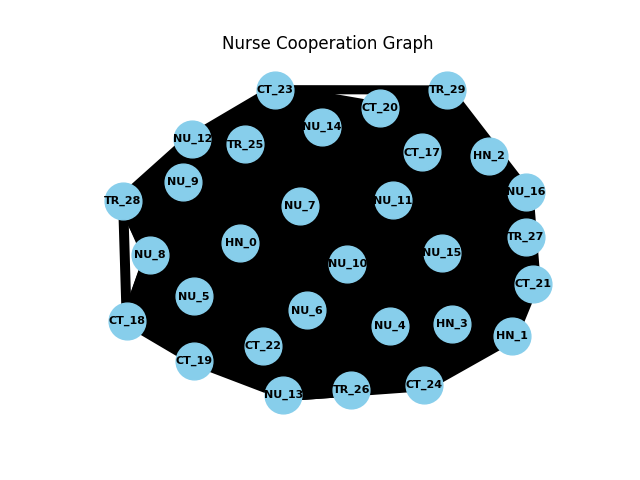 Nurse Cooperation Graph
CT_23
TR_29
CT_20
NU_14
NU_12
TR_25
CT_17
HN_2
NU_9
NU_16
TR_28
NU_7
NU_11
TR_27
HN_0
NU_8
NU_15
NU_10
CT_21
NU_5
NU_6
CT_18
NU_4
HN_3
HN_1
CT_22
CT_19
CT_24
TR_26
NU_13